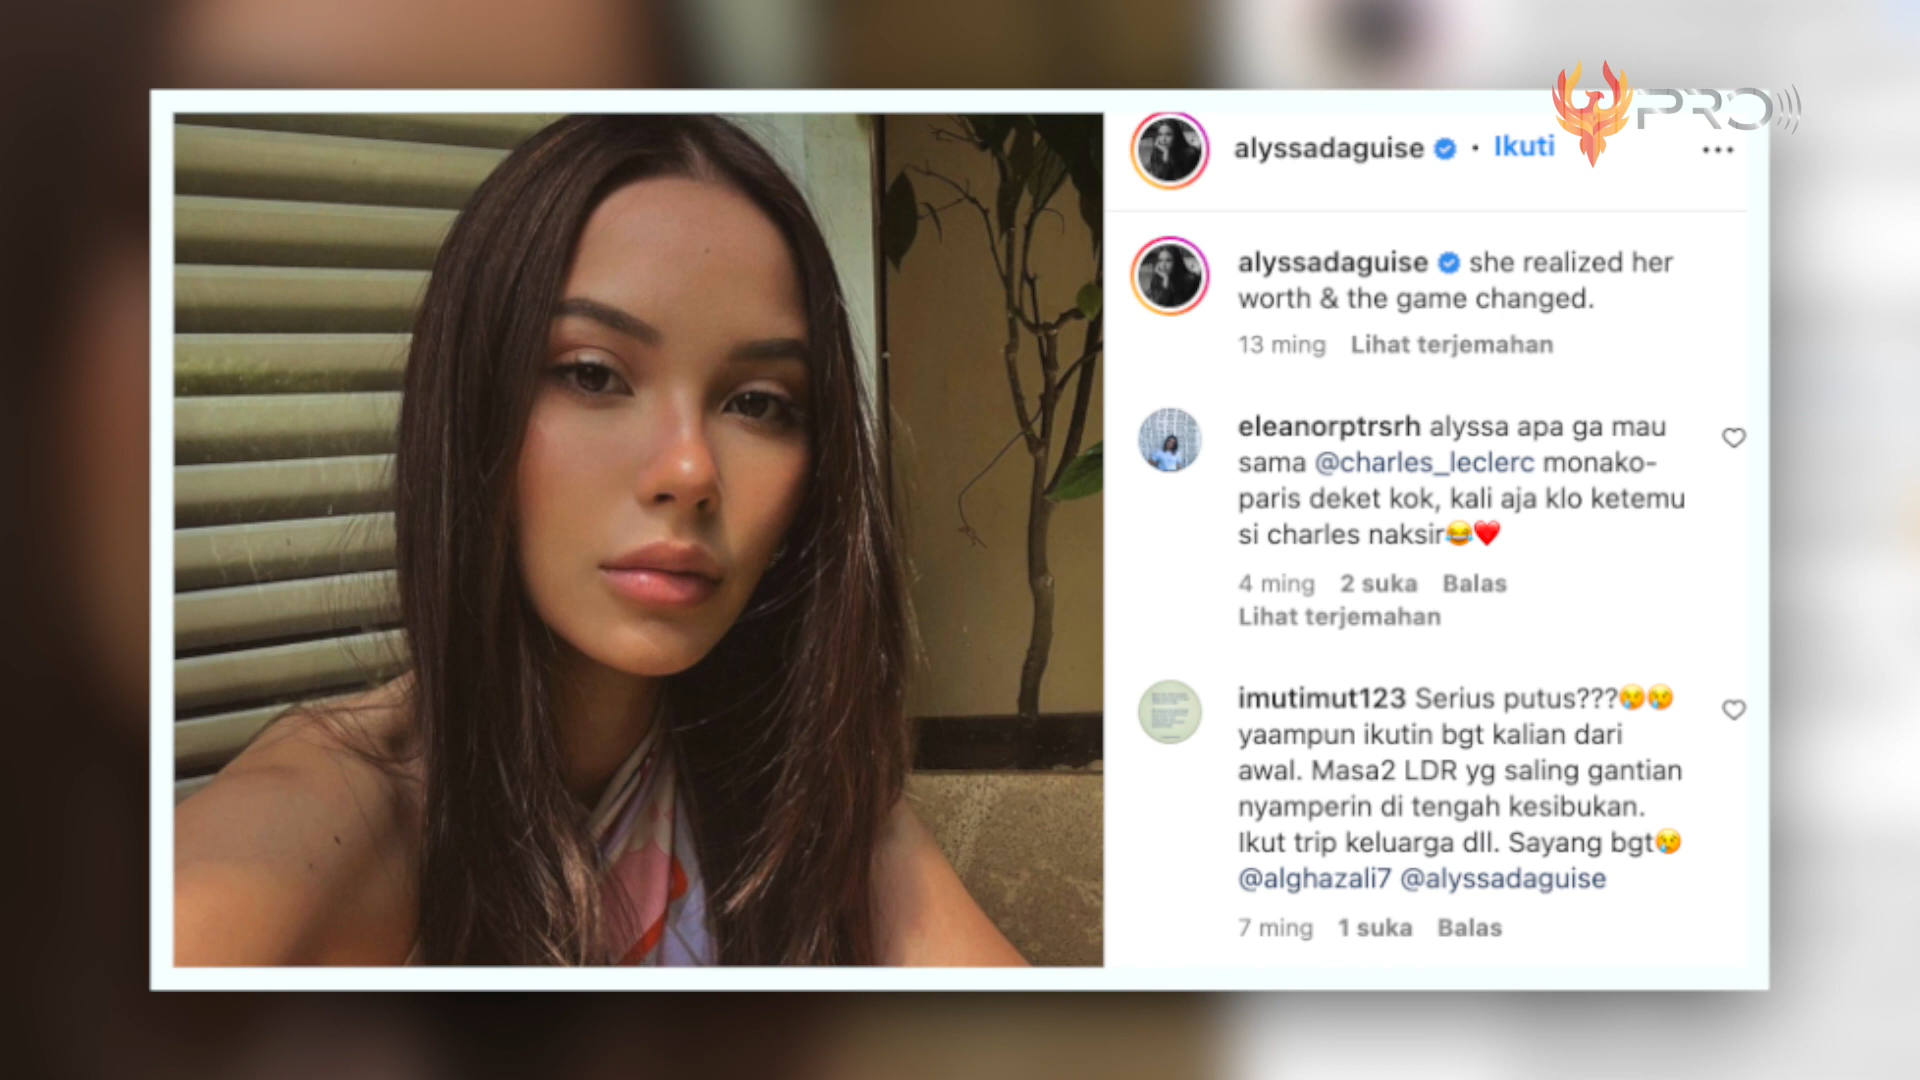 PRO
alyssadaguise • Ikuti
alyssadaguise she realized her
worth & the game changed.
13 ming Lihat terjemahan
eleanorptrsrh alyssa apa ga mau
sama @charles_leclerc monako-
paris deket kok, kali aja klo ketemu
si charles naksir😂❤️
4 ming 2 suka Balas
Lihat terjemahan
imutimut123 Serius putus???😢😢
yaampun ikutin bgt kalian dari
awal. Masa2 LDR yg saling gantian
nyamperin di tengah kesibukan.
Ikut trip keluarga dll. Sayang bgt😢
@alghazali7 @alyssadaguise
7 ming 1 suka Balas